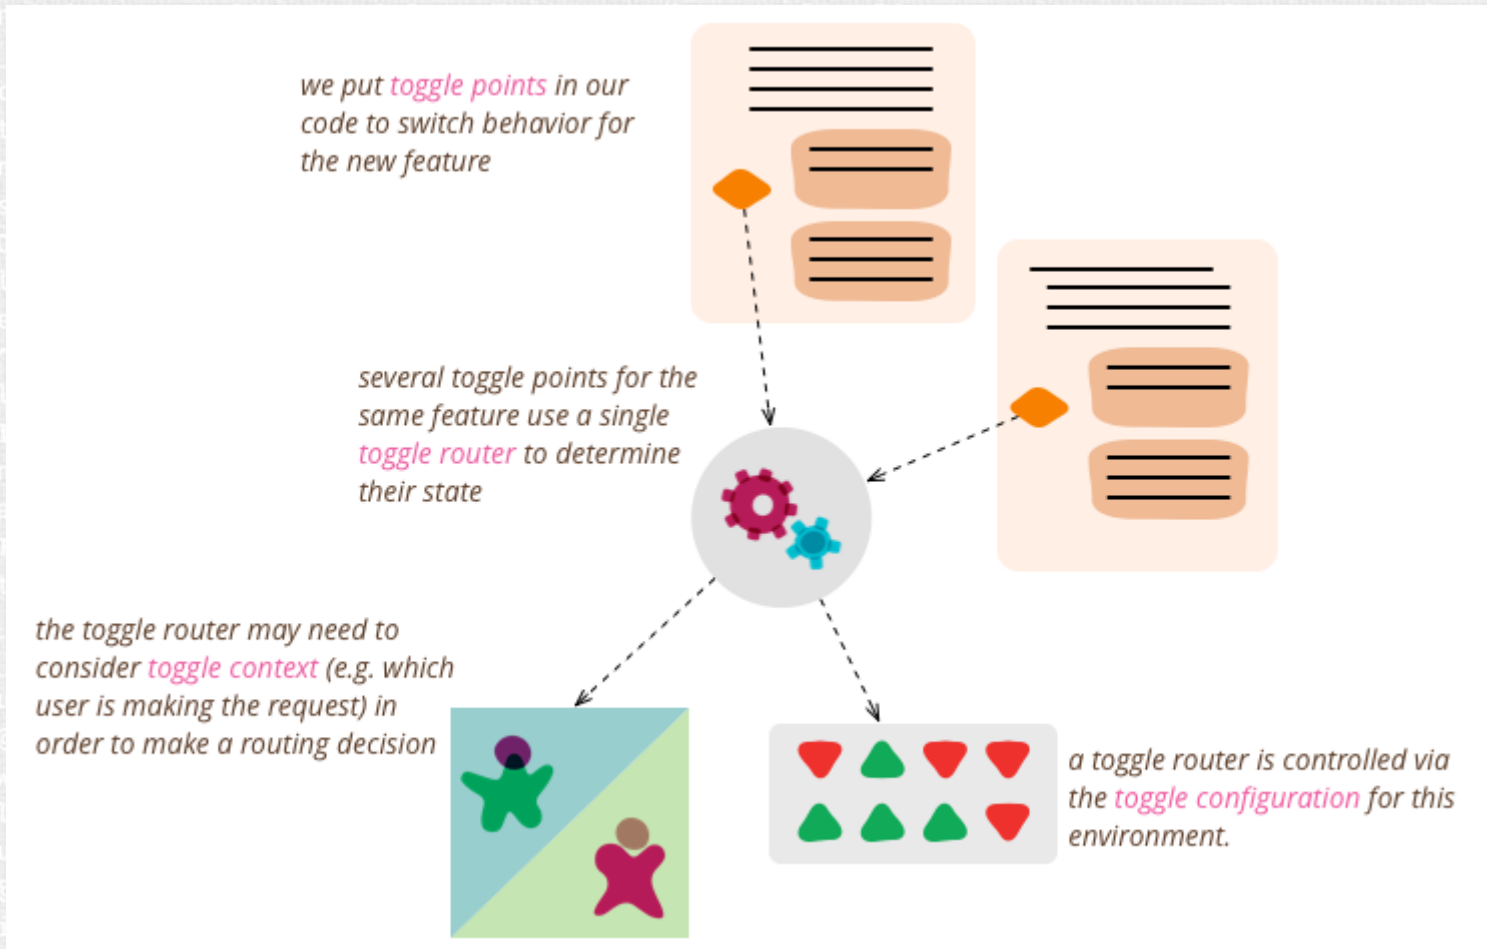 we put toggle points in our
code to switch behavior for
the new feature
several toggle points for the
same feature use a single
toggle router to determine
their state
the toggle router may need to
consider toggle context (e.g. which
user is making the request) in
order to make a routing decision
a toggle router is controlled via
the toggle configuration for this
environment.